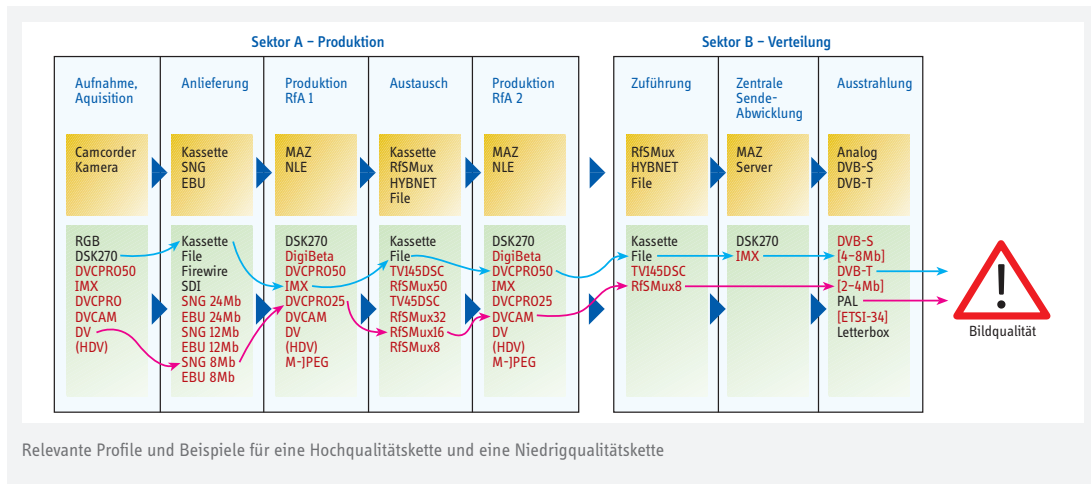 Sektor A – Produktion
Sektor B – Verteilung
Aufnahme,
Aquisition
Anlieferung
Produktion
RfA 1
Austausch
Produktion
RfA 2
Zuführung
Zentrale
Sende-
Abwicklung
Ausstrahlung
Camcorder
Kamera
Kassette
SNG
EBU
MAZ
NLE
Kassette
RfSMux
HYBNET
File
MAZ
NLE
RfSMux
HYBNET
File
MAZ
Server
Analog
DVB-S
DVB-T
RGB
DSK270
DVCPRO50
IMX
DVCPRO
DVCAM
DV
(HDV)
Kassette
File
Firewire
SDI
SNG 24Mb
EBU 24Mb
SNG 12Mb
EBU 12Mb
SNG 8Mb
EBU 8Mb
DSK270
DigiBeta
DVCPRO50
IMX
DVCPRO25
DVCAM
DV
(HDV)
M-JPEG
Kassette
File
TVI45DSC
RfSMux50
TV45DSC
RfSMux32
RfSMux16
RfSMux8
DSK270
DigiBeta
DVCPRO50
IMX
DVCPRO25
DVCAM
DV
(HDV)
M-JPEG
Kassette
File
TVI45DSC
RfSMux8
DSK270
IMX
DVB-S
[4–8Mb]
DVB-T
[2–4Mb]
PAL
[ETSI-34]
Letterbox
!
Bildqualität
Relevante Profile und Beispiele für eine Hochqualitätskette und eine Niedrigqualitätskette